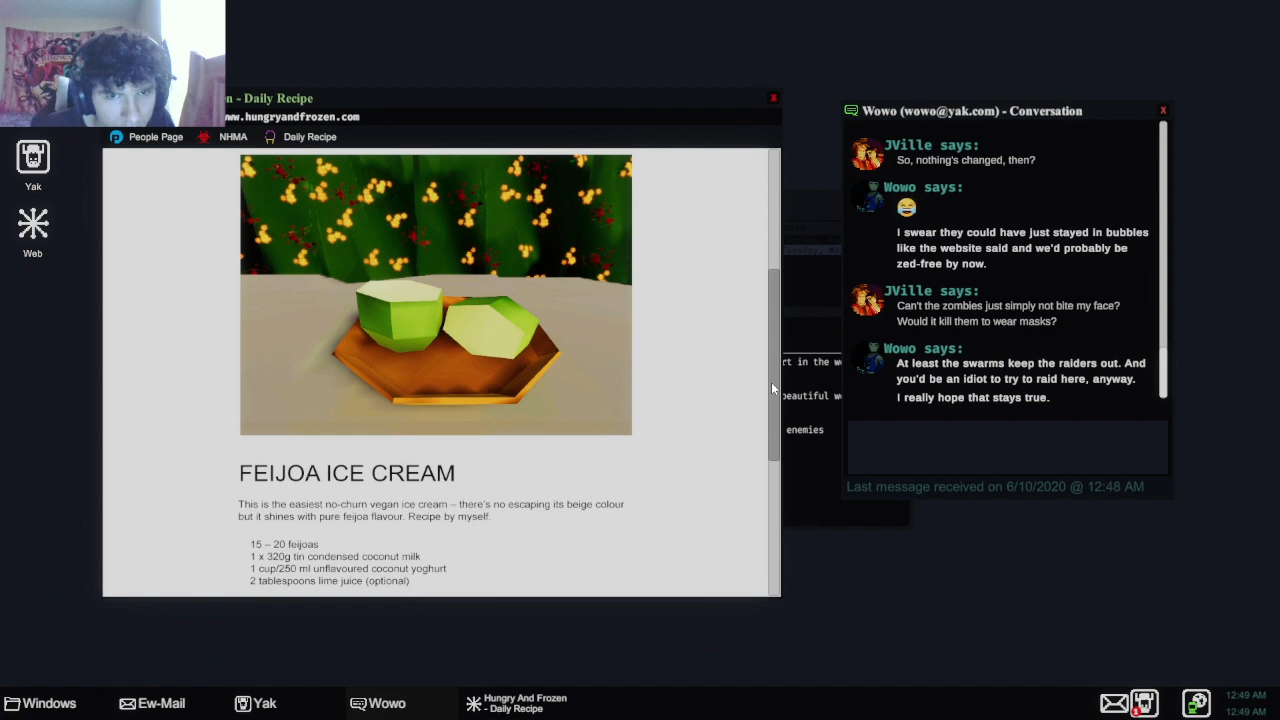 n - Daily Recipe
ww.hungryandfrozen.com
People Page
NHMA
Daily Recipe
Yak
Web
FEIJOA ICE CREAM
This is the easiest no-churn vegan ice cream – there's no escaping its beige colour
but it shines with pure feijoa flavour. Recipe by myself.
15 – 20 feijoas
1 x 320g tin condensed coconut milk
1 cup/250 ml unflavoured coconut yoghurt
2 tablespoons lime juice (optional)
rt in the w
beautiful w
enemies
Wowo (wowo@yak.com) - Conversation
X
JVille says:
So, nothing's changed, then?
Wowo says:
😂
I swear they could have just stayed in bubbles
like the website said and we'd probably be
zed-free by now.
JVille says:
Can't the zombies just simply not bite my face?
Would it kill them to wear masks?
Wowo says:
At least the swarms keep the raiders out. And
you'd be an idiot to try to raid here, anyway.
I really hope that stays true.
Last message received on 6/10/2020 @ 12:48 AM
Windows
Ew-Mail
Yak
Wowo
Hungry And Frozen
- Daily Recipe
12:49 AM
12:49 AM